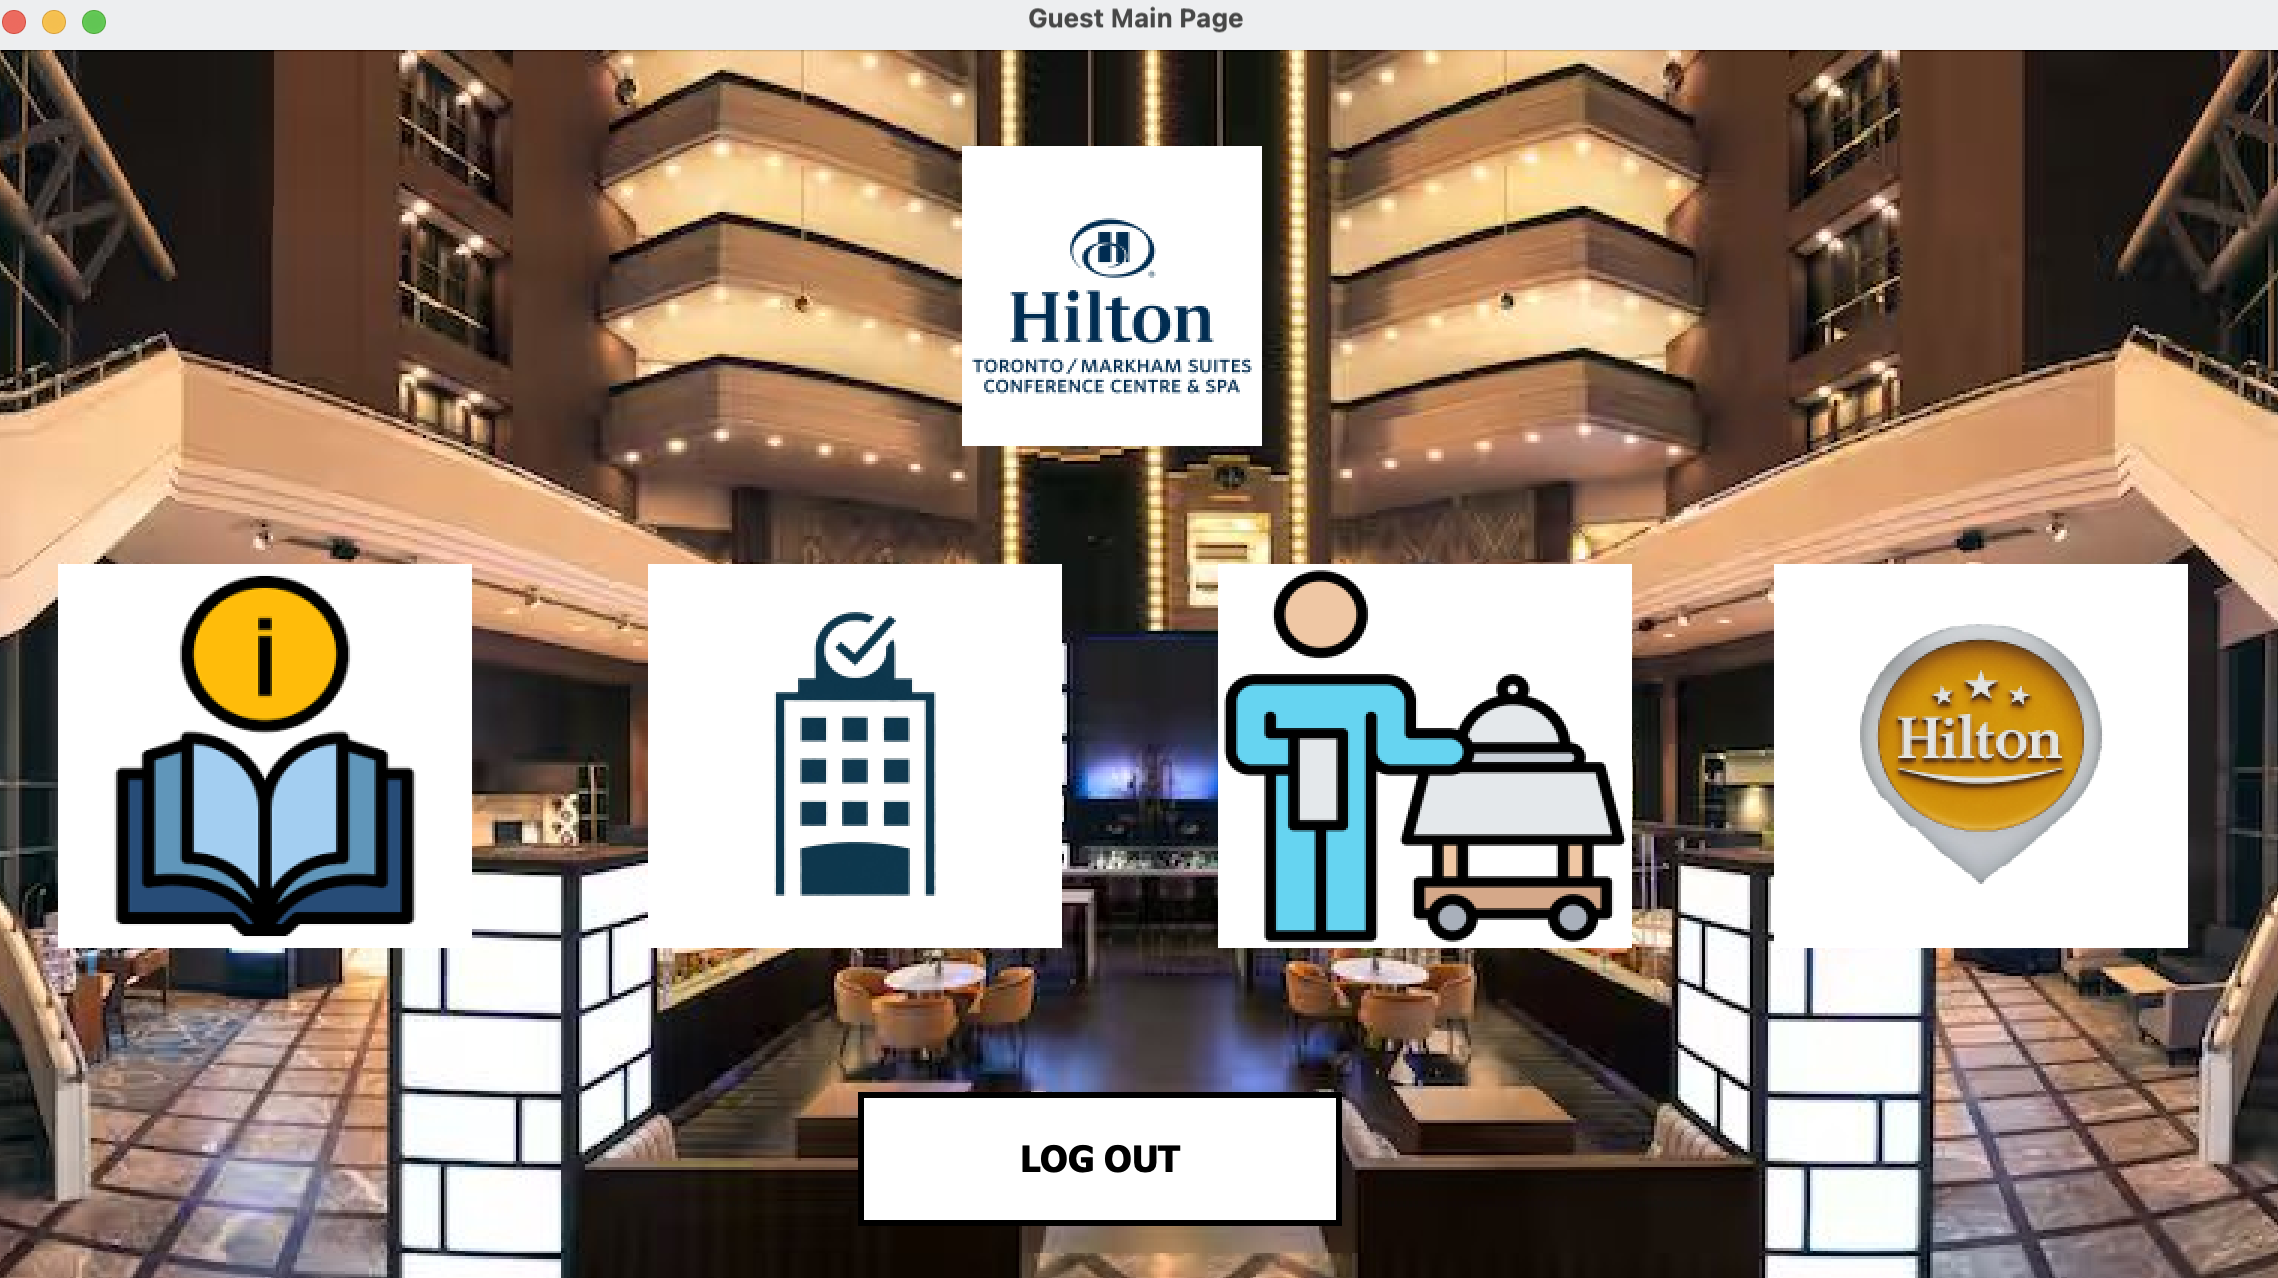 Guest Main Page
Hilton
TORONTO / MARKHAM SUITES
CONFERENCE CENTRE & SPA
i
Hilton
LOG OUT